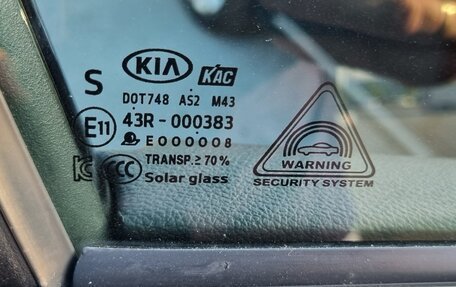 S KIA KAC
DOT748 AS2 M43
E11 43R - 000383
E000008
CCC TRANSP.≥70%
Solar glass
WARNING
SECURITY SYSTEM